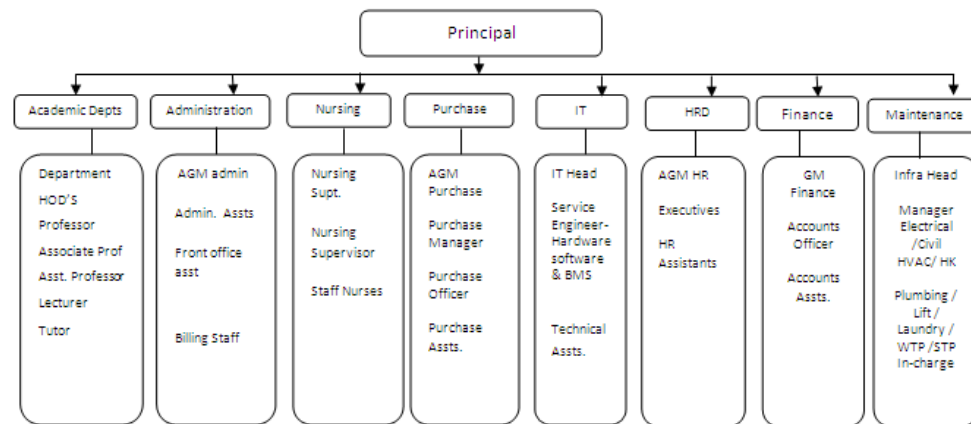 Principal
Academic Depts
Administration
Nursing
Purchase
IT
HRD
Finance
Maintenance
Department
HOD'S
Professor
Associate Prof
Asst. Professor
Lecturer
Tutor
AGM admin
Admin. Assts
Front office
asst
Billing Staff
Nursing
Supt.
Nursing
Supervisor
Staff Nurses
AGM
Purchase
Purchase
Manager
Purchase
Officer
Purchase
Assts.
IT Head
Service
Engineer-
Hardware
software
& BMS
Technical
Assts.
AGM HR
Executives
HR
Assistants
GM
Finance
Accounts
Officer
Accounts
Assts.
Infra Head
Manager
Electrical
/Civil
HVAC/ HK
Plumbing /
Lift /
Laundry /
WTP /STP
In-charge